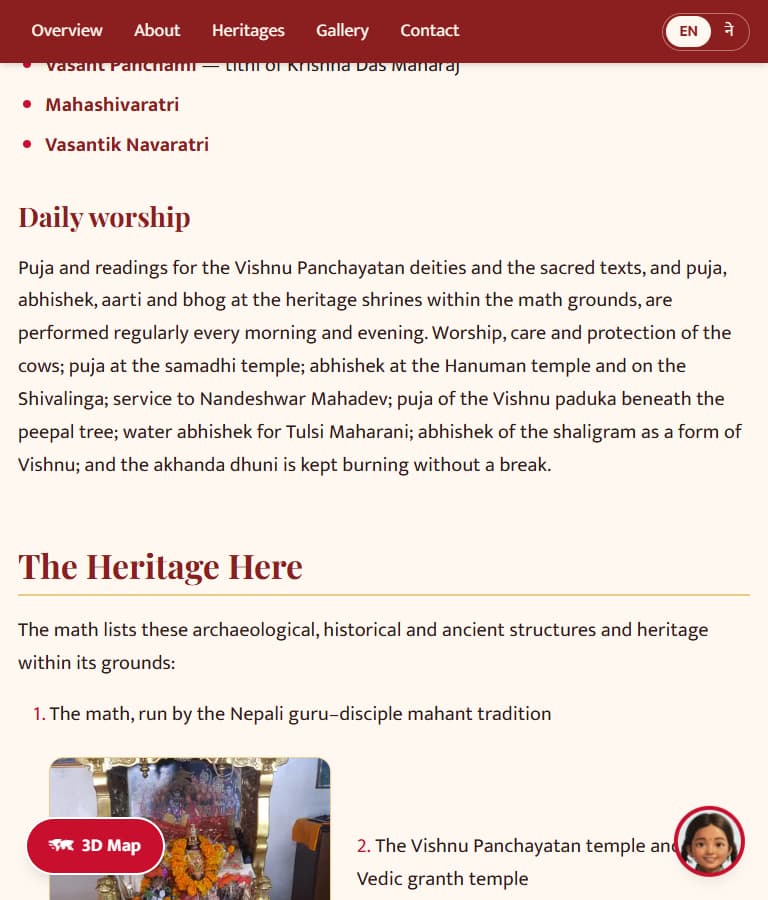 Overview About Heritages Gallery Contact EN ने
Vasant Panchami — tithi of Krishna Das Maharaj
Mahashivaratri
Vasantik Navaratri
Daily worship
Puja and readings for the Vishnu Panchayatan deities and the sacred texts, and puja,
abhishek, aarti and bhog at the heritage shrines within the math grounds, are
performed regularly every morning and evening. Worship, care and protection of the
cows; puja at the samadhi temple; abhishek at the Hanuman temple and on the
Shivalinga; service to Nandeshwar Mahadev; puja of the Vishnu paduka beneath the
peepal tree; water abhishek for Tulsi Maharani; abhishek of the shaligram as a form of
Vishnu; and the akhanda dhuni is kept burning without a break.
The Heritage Here
The math lists these archaeological, historical and ancient structures and heritage
within its grounds:
1. The math, run by the Nepali guru–disciple mahant tradition
2. The Vishnu Panchayatan temple and
Vedic granth temple
3D Map